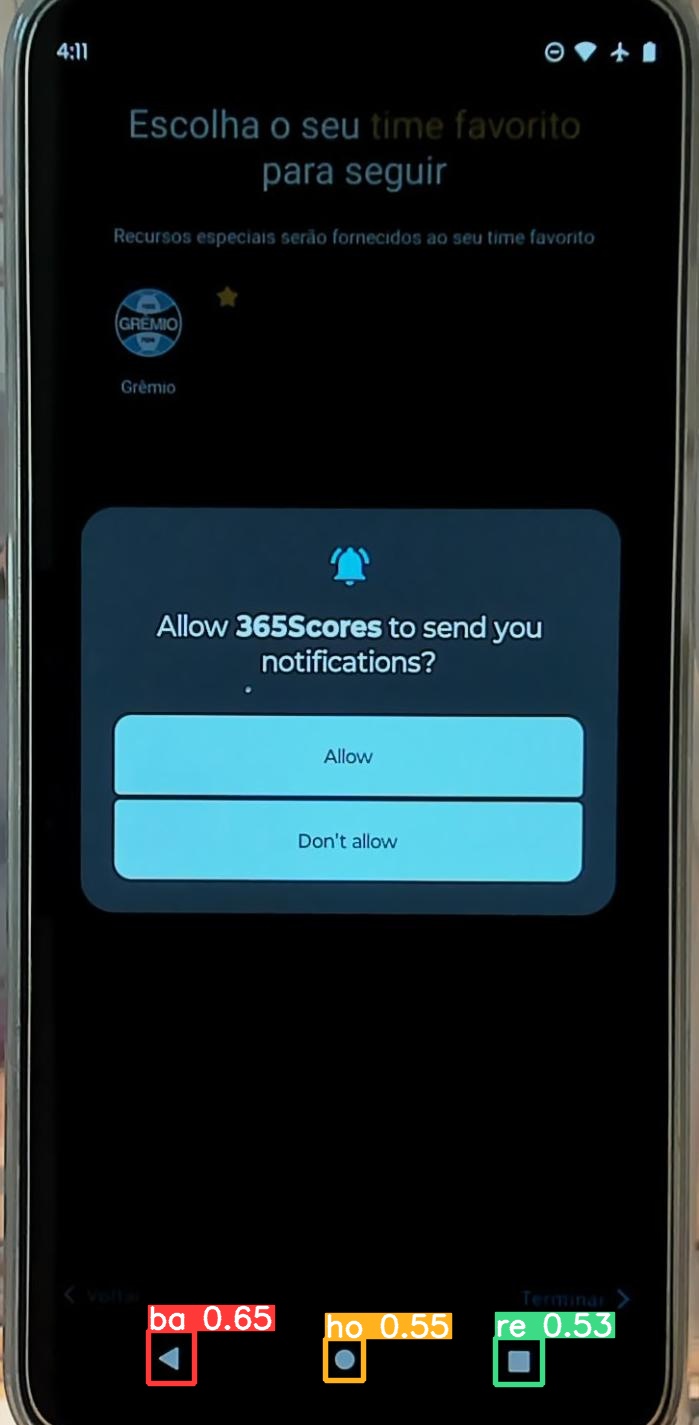 4:11
Escolha o seu time favorito
para seguir
Recursos especiais serão fornecidos ao seu time favorito
GRÊMIO
Grêmio
Allow 365Scores to send you
notifications?
Allow
Don't allow
Voltar
Terminar
ba 0.65
ho 0.55
re 0.53